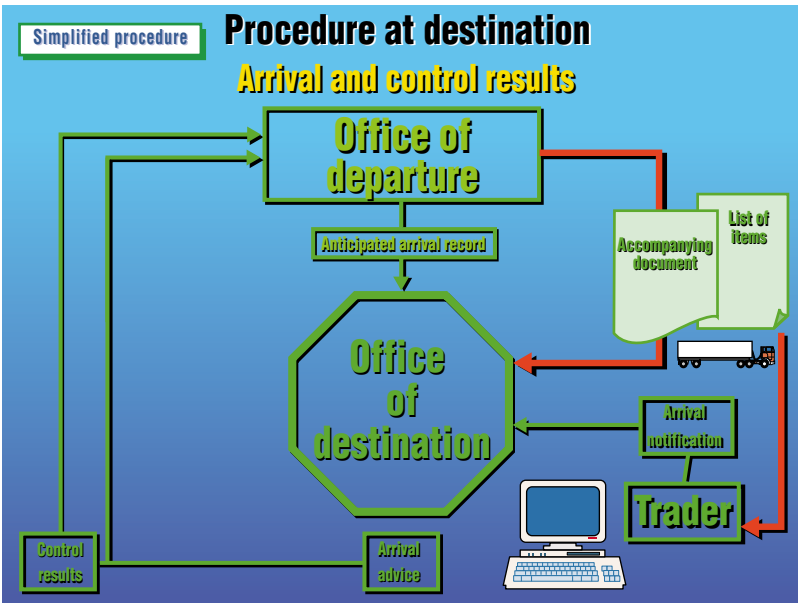 Simplified procedure
Procedure at destination
Arrival and control results
Office of
departure
Anticipated arrival record
Accompanying
document
List of
items
Office
of
destination
Arrival
notification
Trader
Control
results
Arrival
advice